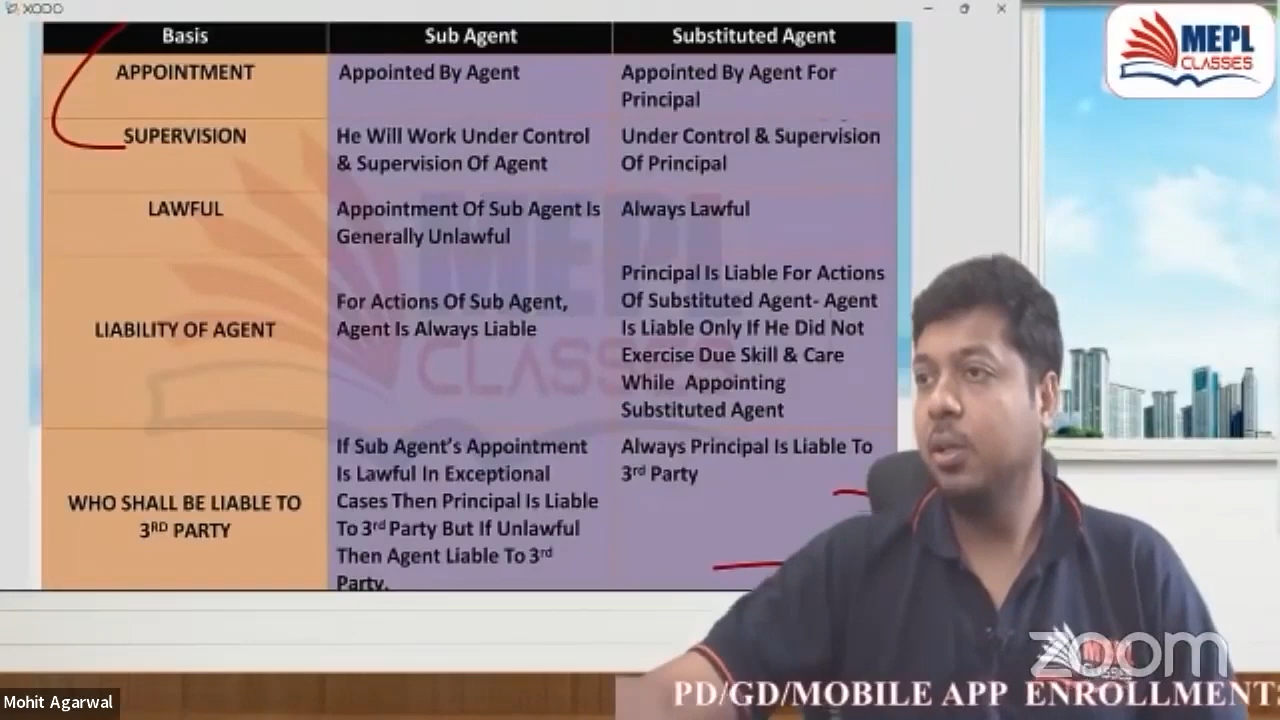 XODO
Basis
Sub Agent
Substituted Agent
APPOINTMENT
Appointed By Agent
Appointed By Agent For
Principal
SUPERVISION
He Will Work Under Control
& Supervision Of Agent
Under Control & Supervision
Of Principal
LAWFUL
Appointment Of Sub Agent Is
Generally Unlawful
Always Lawful
LIABILITY OF AGENT
For Actions Of Sub Agent,
Agent Is Always Liable
Principal Is Liable For Actions
Of Substituted Agent- Agent
Is Liable Only If He Did Not
Exercise Due Skill & Care
While Appointing
Substituted Agent
WHO SHALL BE LIABLE TO
3RD PARTY
If Sub Agent's Appointment
Is Lawful In Exceptional
Cases Then Principal Is Liable
To 3rd Party But If Unlawful
Then Agent Liable To 3rd
Party.
Always Principal Is Liable To
3rd Party
MEPL
CLASSES
MEPL
CLASSES
zoom
MEPL
CLASSES
Mohit Agarwal
PD/GD/MOBILE APP ENROLLMENT